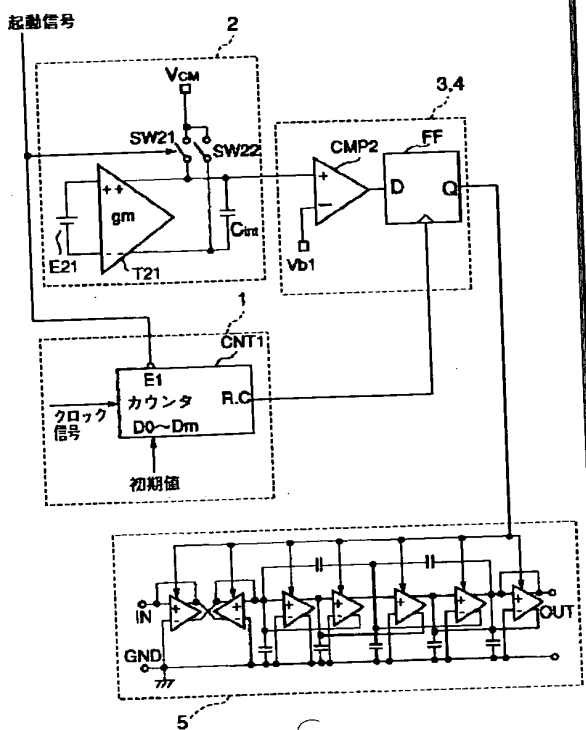 起動信号
2
VCM
SW21
SW22
+ +
gm
- -
Cint
E21
T21
3,4
CMP2
FF
+
-
D
Q
Vb1
1
CNT1
E1
カウンタ
R.C
D0～Dm
クロック
信号
初期値
IN
+
-
+
-
+
-
+
-
+
-
+
-
+
-
OUT
GND
5